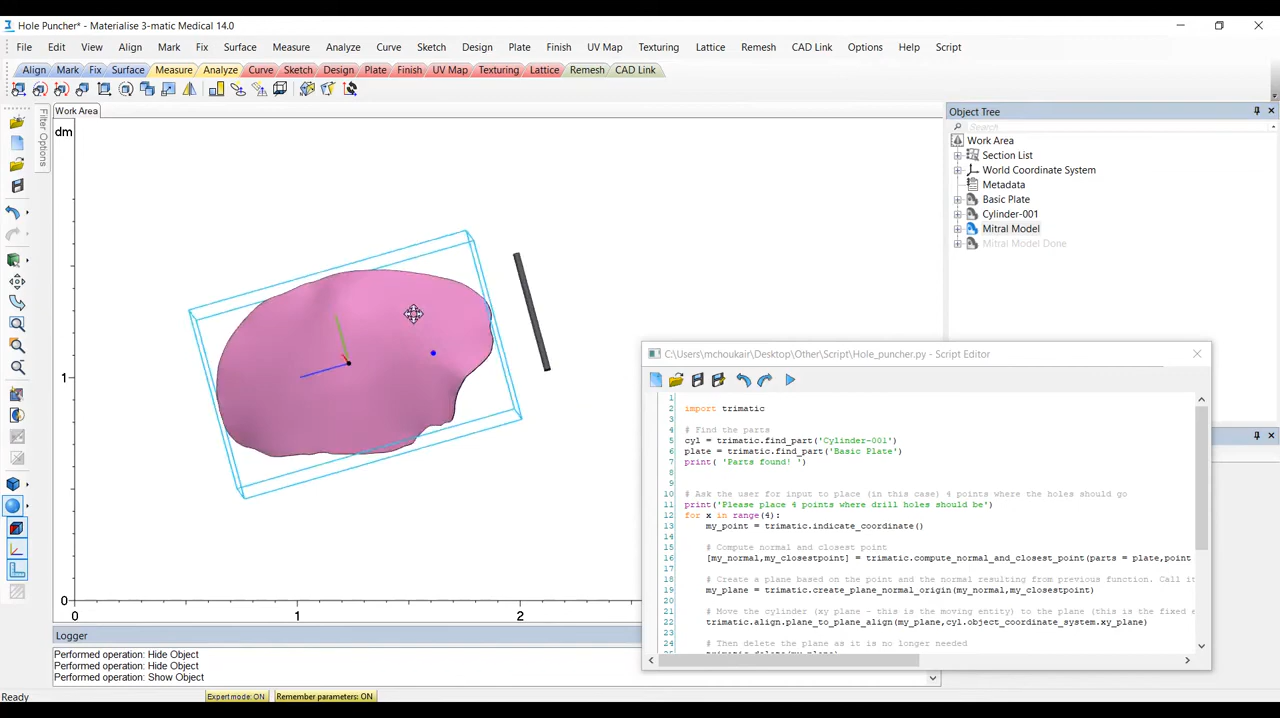 Hole Puncher* - Materialise 3-matic Medical 14.0
File Edit View Align Mark Fix Surface Measure Analyze Curve Sketch Design Plate Finish UV Map Texturing Lattice Remesh CAD Link Options Help Script
Align Mark Fix Surface Measure Analyze Curve Sketch Design Plate Finish UV Map Texturing Lattice Remesh CAD Link
Filter Options
Work Area
dm
1
0
1
2
Object Tree
Search
Work Area
Section List
World Coordinate System
Metadata
Basic Plate
Cylinder-001
Mitral Model
Mitral Model Done
C:\Users\mchoukair\Desktop\Other\Script\Hole_puncher.py - Script Editor
1
2 import trimatic
3
4 # Find the parts
5 cyl = trimatic.find_part('Cylinder-001')
6 plate = trimatic.find_part('Basic Plate')
7 print( 'Parts found! ')
8
9
10 # Ask the user for input to place (in this case) 4 points where the holes should go
11 print('Please place 4 points where drill holes should be')
12 for x in range(4):
13 my_point = trimatic.indicate_coordinate()
14
15 # Compute normal and closest point
16 [my_normal,my_closestpoint] = trimatic.compute_normal_and_closest_point(parts = plate,point
17
18 # Create a plane based on the point and the normal resulting from previous function. Call i
19 my_plane = trimatic.create_plane_normal_origin(my_normal,my_closestpoint)
20
21 # Move the cylinder (xy plane - this is the moving entity) to the plane (this is the fixed e
22 trimatic.align.plane_to_plane_align(my_plane,cyl.object_coordinate_system.xy_plane)
23
24 # Then delete the plane as it is no longer needed
Logger
Performed operation: Hide Object
Performed operation: Hide Object
Performed operation: Show Object
Ready
Expert mode: ON
Remember parameters: ON